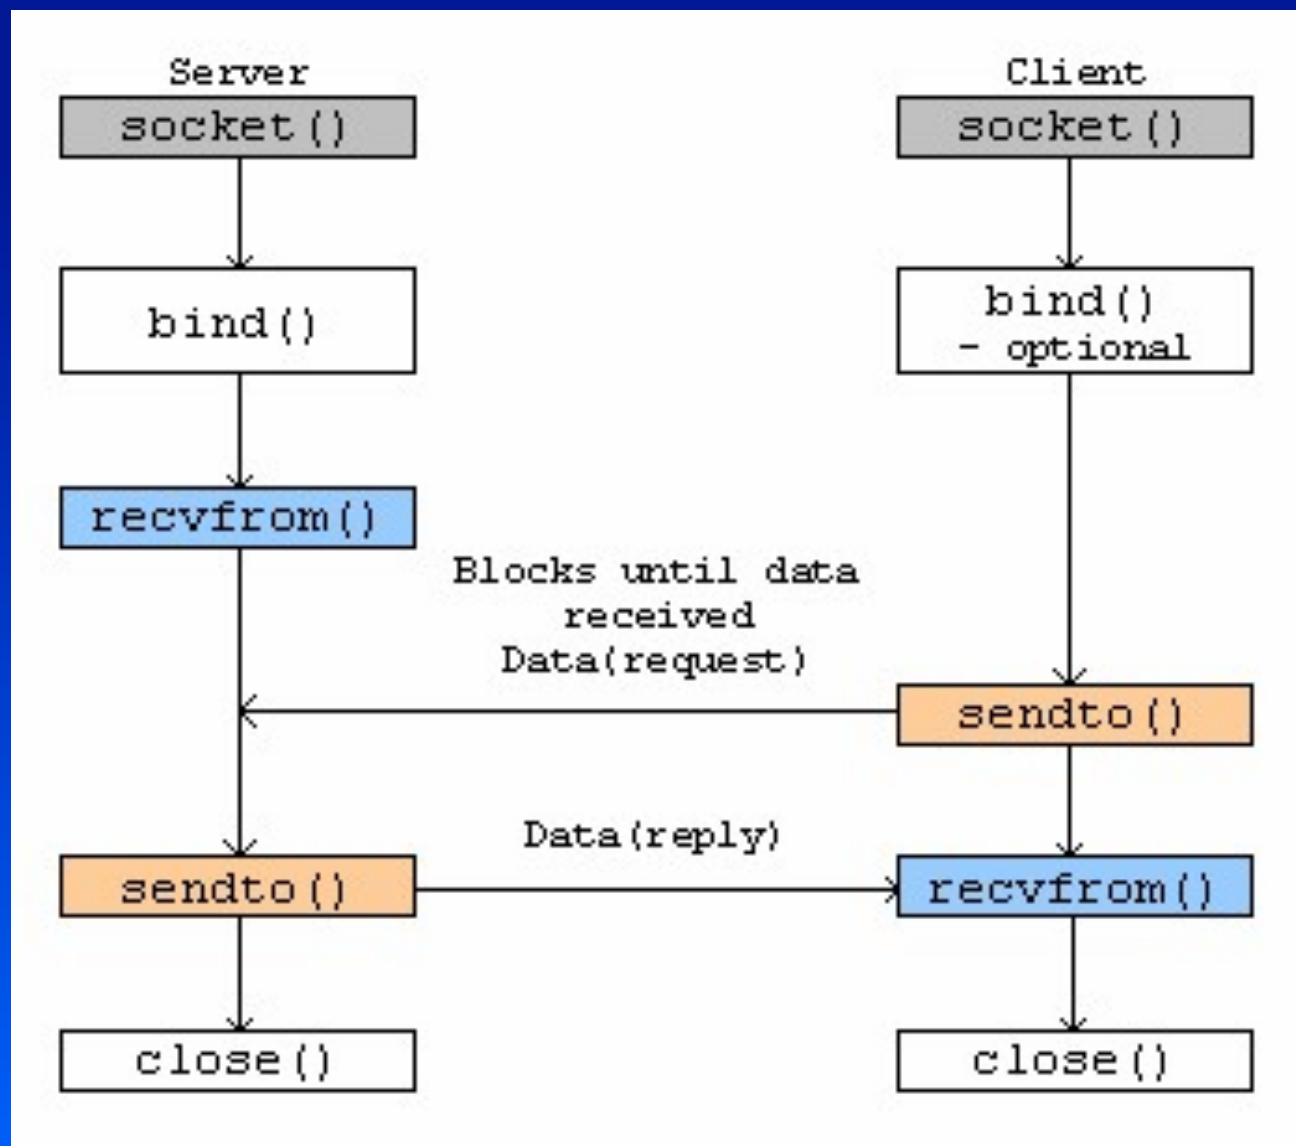 Server
Client
socket()
socket()
bind()
bind()
- optional
recvfrom()
Blocks until data
received
Data(request)
sendto()
Data(reply)
sendto()
recvfrom()
close()
close()